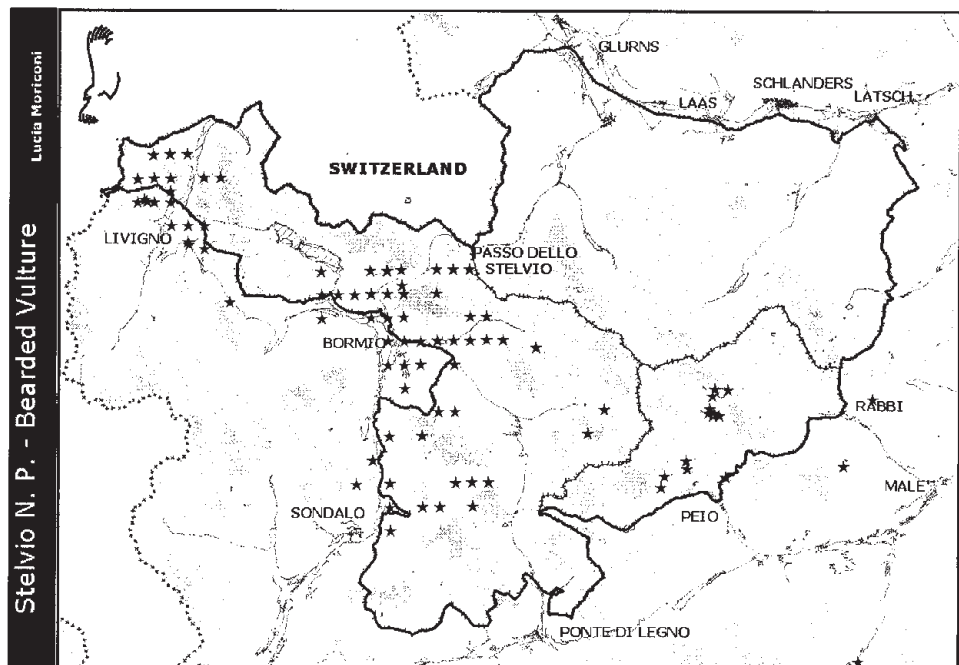 Stelvio N. P. - Bearded Vulture
Lucia Moriconi
GLURNS
SCHLANDERS
LAAS
LATSCH
SWITZERLAND
LIVIGNO
PASSO DELLO
STELVIO
BORMIO
RABBI
MALE'
SONDALO
PEIO
PONTE DI LEGNO